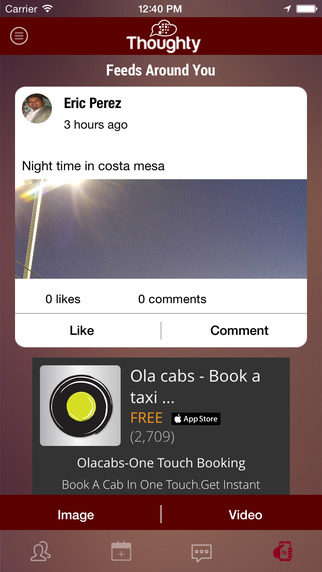 Carrier 12:40 PM
Thoughty
Feeds Around You
Eric Perez
3 hours ago
Night time in costa mesa
0 likes 0 comments
Like Comment
Ola cabs - Book a
taxi ...
FREE App Store
(2,709)
Olacabs-One Touch Booking
Book A Cab In One Touch.Get Instant
Image Video